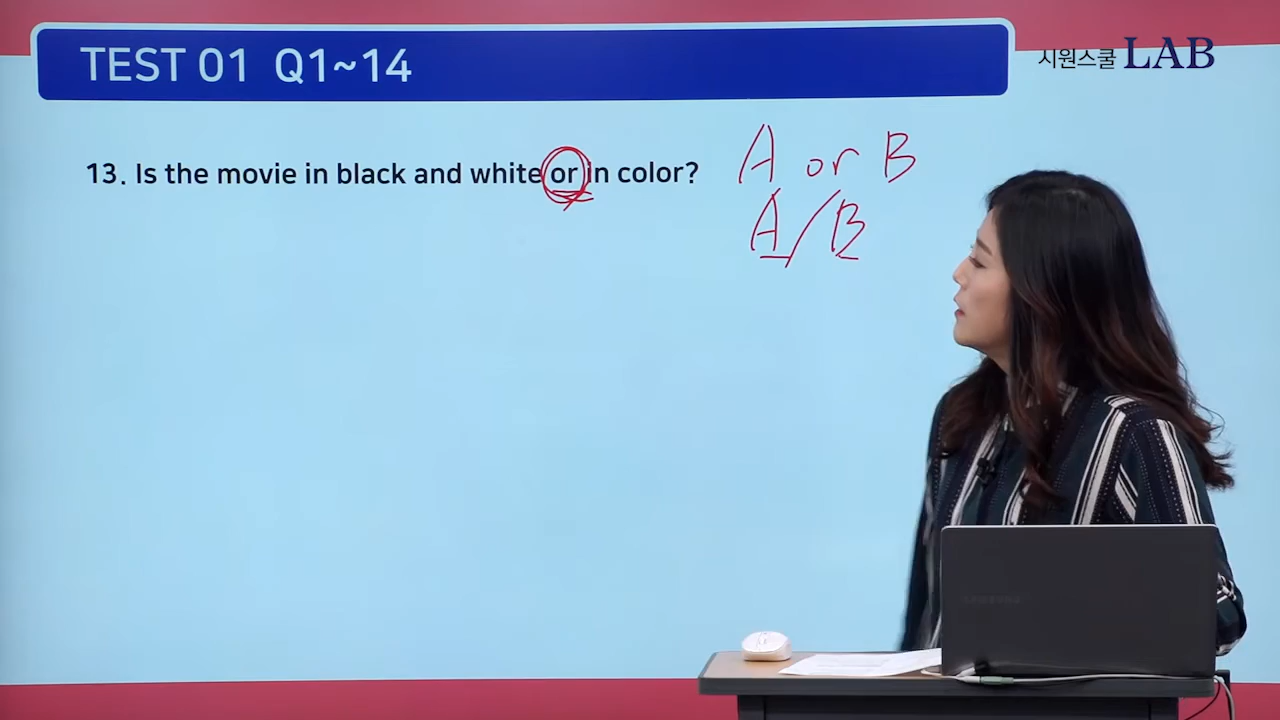 TEST 01 Q1~14
시원스쿨 LAB
13. Is the movie in black and white or in color?
A or B
A/B